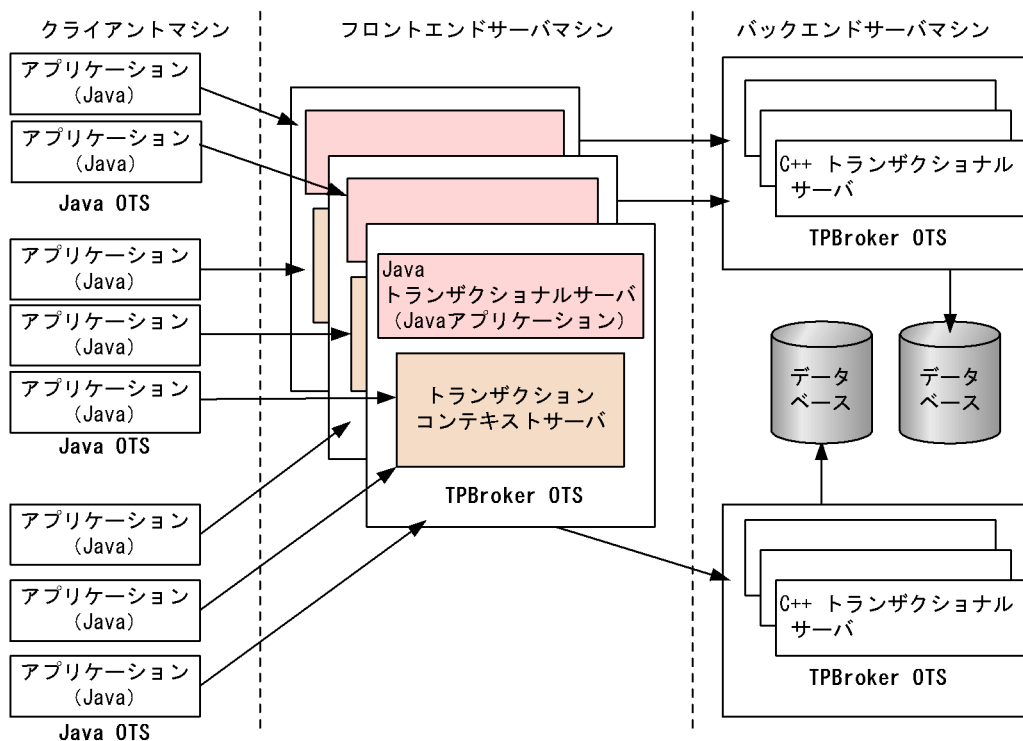 クライアントマシン
フロントエンドサーバマシン
バックエンドサーバマシン
アプリケーション
(Java)
アプリケーション
(Java)
Java OTS
アプリケーション
(Java)
アプリケーション
(Java)
アプリケーション
(Java)
Java OTS
アプリケーション
(Java)
アプリケーション
(Java)
アプリケーション
(Java)
Java OTS
Java
トランザクショナルサーバ
(Javaアプリケーション)
トランザクション
コンテキストサーバ
TPBroker OTS
C++ トランザクショナル
サーバ
TPBroker OTS
データ
ベース
データ
ベース
C++ トランザクショナル
サーバ
TPBroker OTS